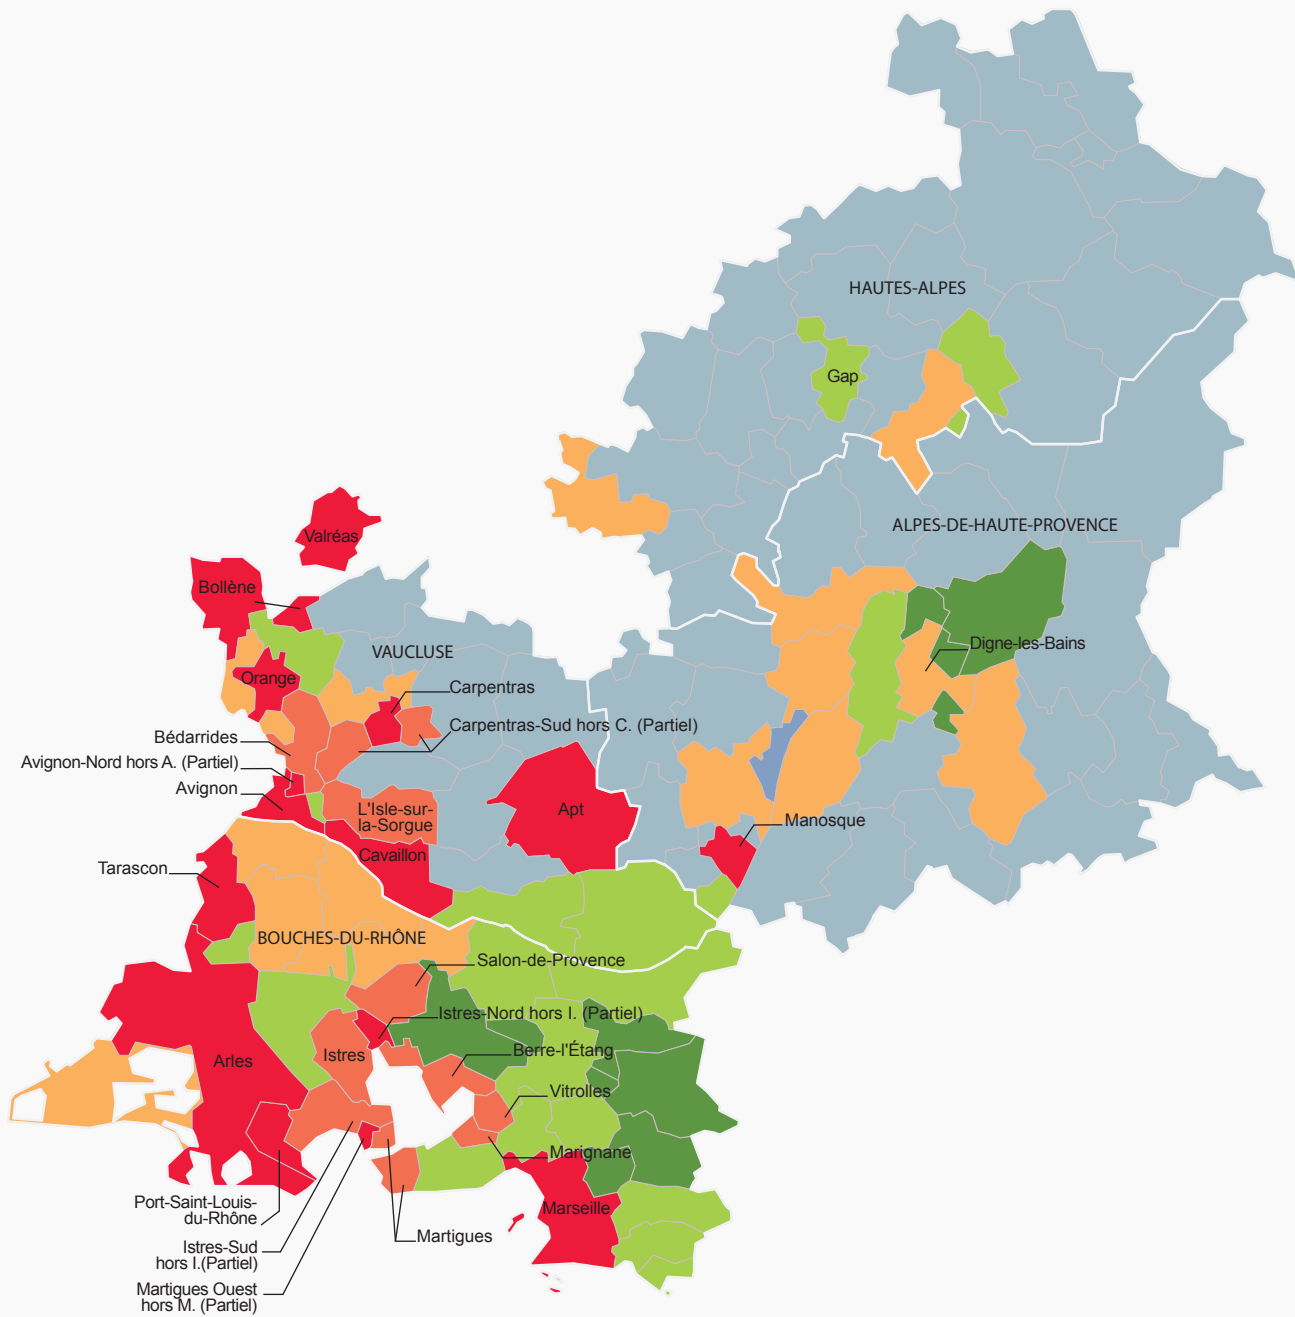 HAUTES-ALPES
Gap
ALPES-DE-HAUTE-PROVENCE
Valréas
Bollène
VAUCLUSE
Digne-les-Bains
Orange
Carpentras
Carpentras-Sud hors C. (Partiel)
Bédarrides
Avignon-Nord hors A. (Partiel)
Avignon
L'Isle-sur-
la-Sorgue
Apt
Manosque
Cavaillon
Tarascon
BOUCHES-DU-RHÔNE
Salon-de-Provence
Istres-Nord hors I. (Partiel)
Berre-l'Étang
Istres
Arles
Vitrolles
Marignane
Port-Saint-Louis-
du-Rhône
Marseille
Martigues
Istres-Sud
hors I.(Partiel)
Martigues Ouest
hors M. (Partiel)